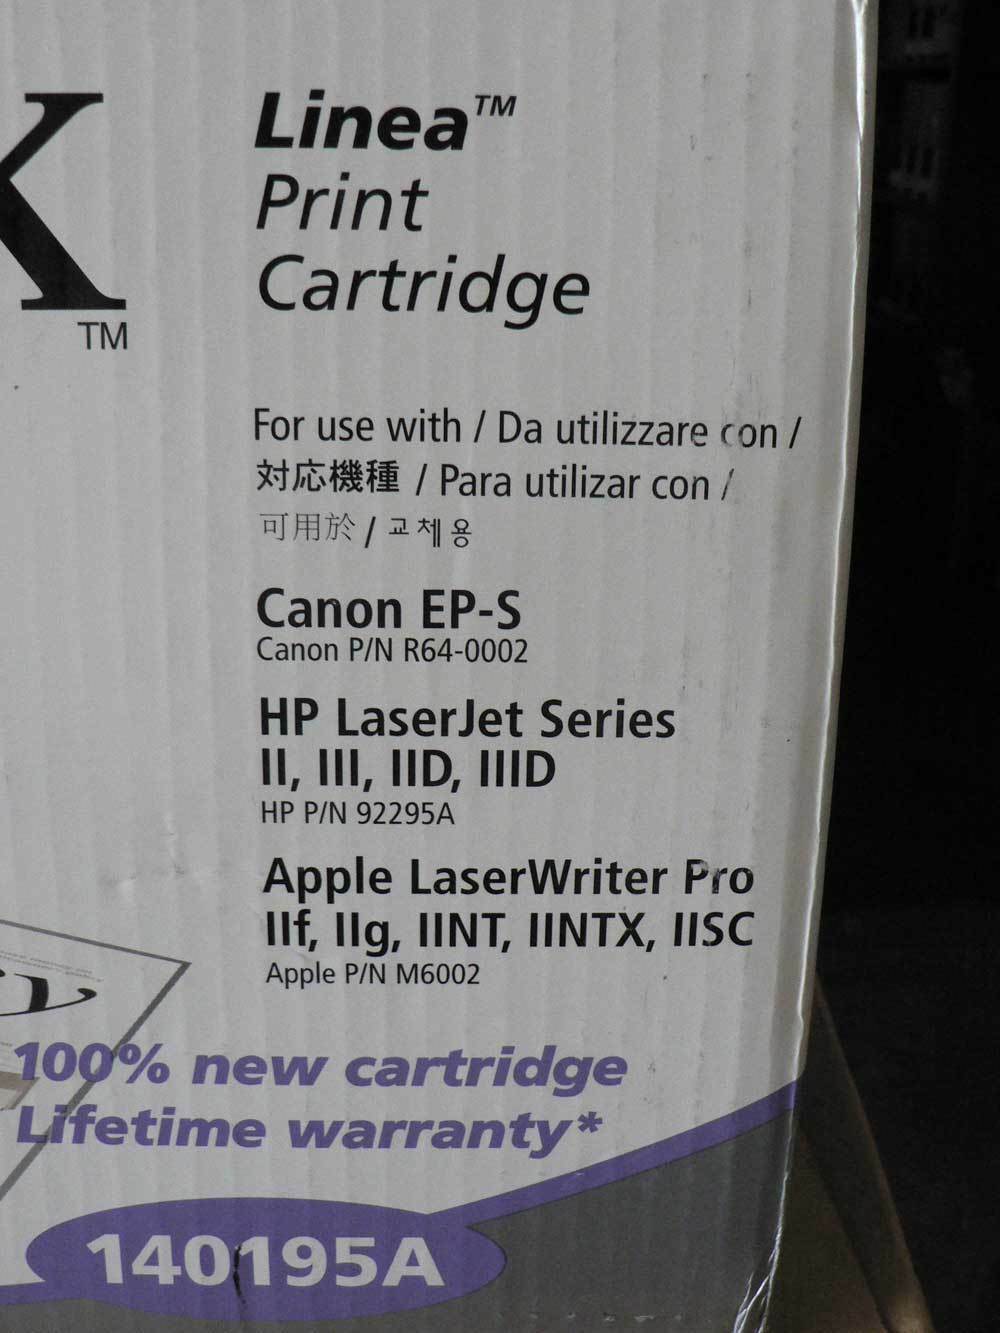 K™
Linea™
Print
Cartridge
For use with / Da utilizzare con /
対応機種 / Para utilizar con /
可用於 / 교체용
Canon EP-S
Canon P/N R64-0002
HP LaserJet Series
II, III, IID, IIID
HP P/N 92295A
Apple LaserWriter Pro
IIf, IIg, IINT, IINTX, IISC
Apple P/N M6002
100% new cartridge
Lifetime warranty*
140195A